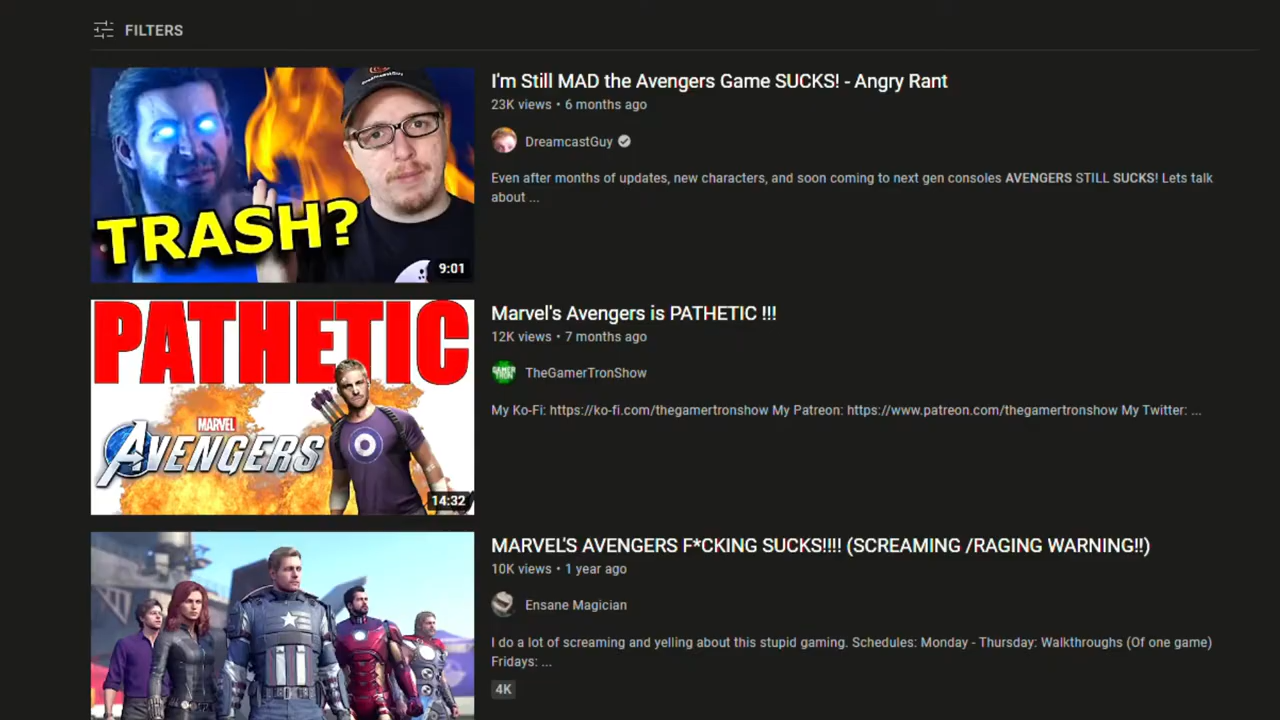 FILTERS
TRASH?
9:01
I'm Still MAD the Avengers Game SUCKS! - Angry Rant
23K views • 6 months ago
DreamcastGuy
Even after months of updates, new characters, and soon coming to next gen consoles AVENGERS STILL SUCKS! Lets talk
about ...
PATHETIC
MARVEL
AVENGERS
14:32
Marvel's Avengers is PATHETIC !!!
12K views • 7 months ago
GAMER
TRON
TheGamerTronShow
My Ko-Fi: https://ko-fi.com/thegamertronshow My Patreon: https://www.patreon.com/thegamertronshow My Twitter: ...
MARVEL'S AVENGERS F*CKING SUCKS!!!! (SCREAMING /RAGING WARNING!!)
10K views • 1 year ago
Ensane Magician
I do a lot of screaming and yelling about this stupid gaming. Schedules: Monday - Thursday: Walkthroughs (Of one game)
Fridays: ...
4K